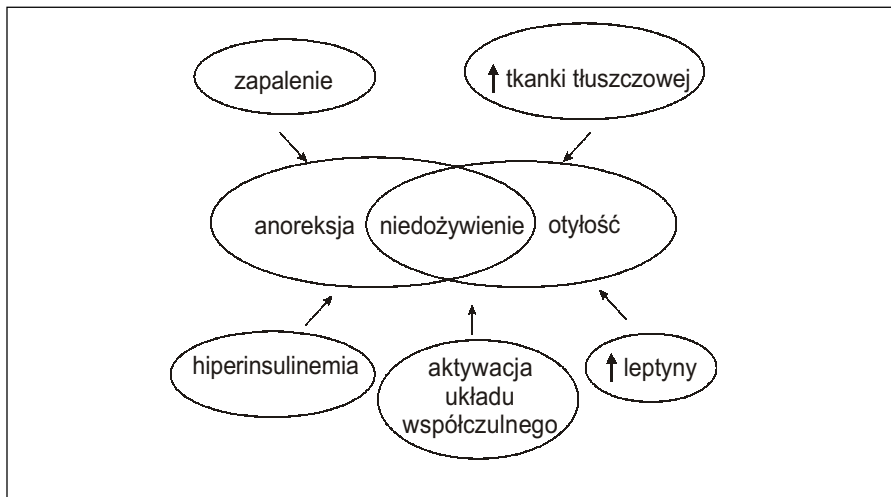 zapalenie
↑ tkanki tłuszczowej
anoreksja
niedożywienie
otyłość
hiperinsulinemia
aktywacja
układu
współczulnego
↑ leptyny